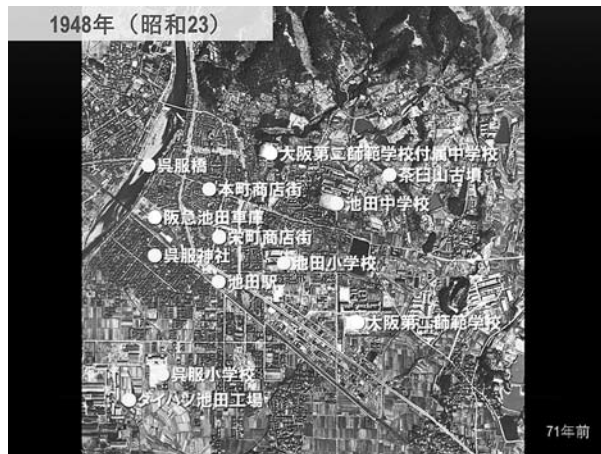 1948年（昭和23）
大阪第二師範学校付属中学校
呉服橋
茶臼山古墳
本町商店街
池田中学校
阪急池田車庫
栄町商店街
呉服神社
池田小学校
池田駅
大阪第二師範学校
呉服小学校
ダイハツ池田工場
71年前